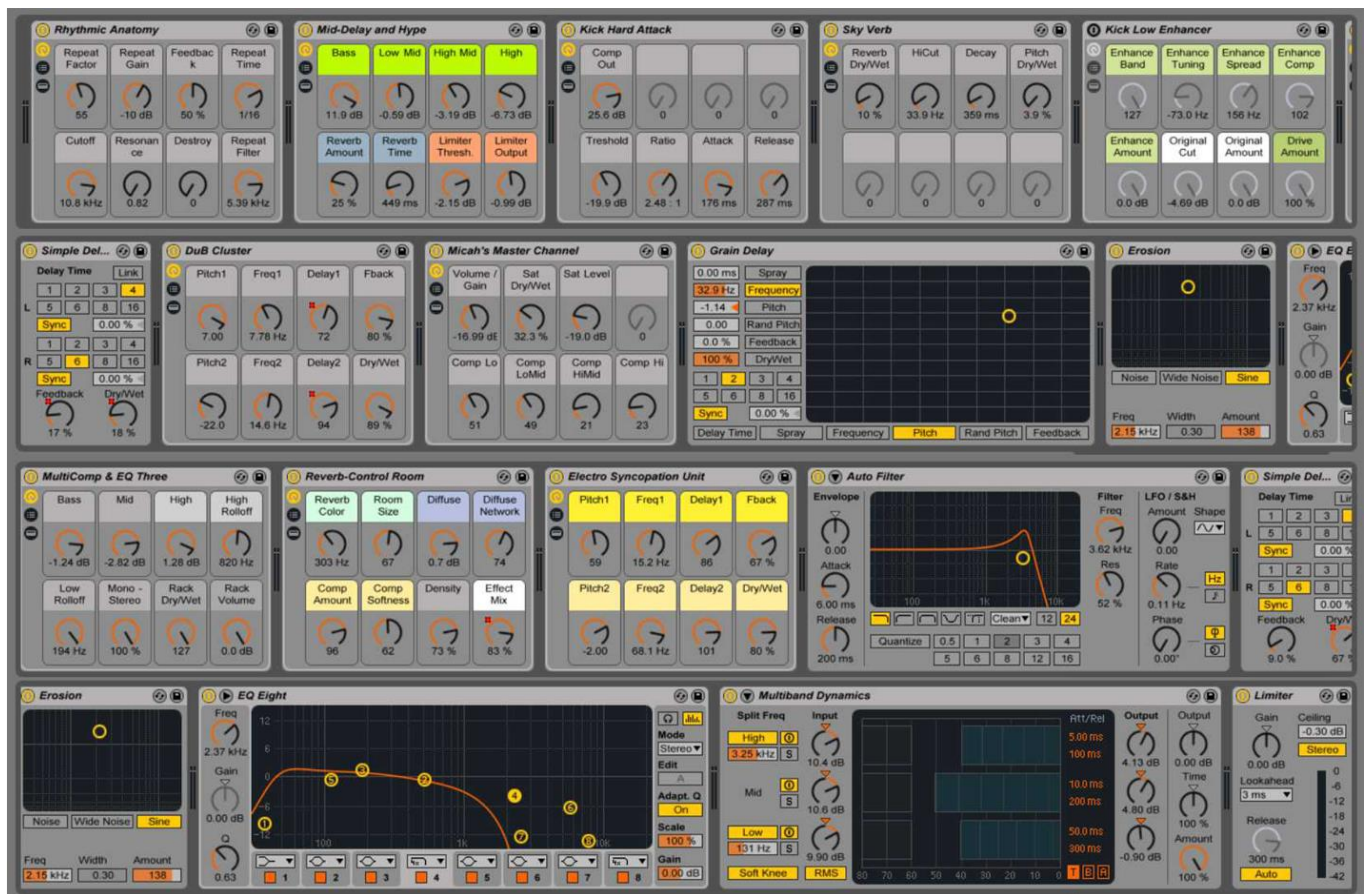 Rhythmic Anatomy
Repeat Factor Repeat Gain Feedback Repeat Time
55 -10 dB 50 % 1/16
Cutoff Resonance Destroy Repeat Filter
10.8 kHz 0.82 0 5.39 kHz
Mid-Delay and Hype
Bass Low Mid High Mid High
11.9 dB -0.59 dB -3.19 dB -6.73 dB
Reverb Amount Reverb Time Limiter Thresh. Limiter Output
25 % 449 ms -2.15 dB -0.99 dB
Kick Hard Attack
Comp Out
25.6 dB 0 0 0
Treshold Ratio Attack Release
-19.9 dB 2.48 : 1 176 ms 287 ms
Sky Verb
Reverb Dry/Wet HiCut Decay Pitch Dry/Wet
10 % 33.9 Hz 359 ms 3.9 %
0 0 0 0
Kick Low Enhancer
Enhance Band Enhance Tuning Enhance Spread Enhance Comp
127 -73.0 Hz 156 Hz 102
Enhance Amount Original Cut Original Amount Drive Amount
0.0 dB -4.69 dB 0.0 dB 100 %
Simple Del...
Delay Time Link
1 2 3 4
L 5 6 8 16
Sync 0.00 %
1 2 3 4
R 5 6 8 16
Sync 0.00 %
Feedback Dry/Wet
17 % 18 %
DuB Cluster
Pitch1 Freq1 Delay1 Fback
7.00 7.78 Hz 72 80 %
Pitch2 Freq2 Delay2 Dry/Wet
-22.0 14.6 Hz 94 89 %
Micah's Master Channel
Volume / Gain Sat Dry/Wet Sat Level
-16.99 dE 32.3 % -19.0 dB 0
Comp Lo Comp LoMid Comp HiMid Comp Hi
51 49 21 23
Grain Delay
0.00 ms Spray
32.9 Hz Frequency
-1.14 Pitch
0.00 Rand Pitch
0.0 % Feedback
100 % DryWet
1 2 3 4
5 6 8 16
Sync 0.00 %
Delay Time Spray Frequency Pitch Rand Pitch Feedback
Erosion
Noise Wide Noise Sine
Freq Width Amount
2.15 kHz 0.30 138
EQ E
Freq
2.37 kHz
Gain
0.00 dB
Q
0.63
MultiComp & EQ Three
Bass Mid High High Rolloff
-1.24 dB -2.82 dB 1.28 dB 820 Hz
Low Rolloff Mono - Stereo Rack Dry/Wet Rack Volume
194 Hz 100 % 127 0.0 dB
Reverb-Control Room
Reverb Color Room Size Diffuse Diffuse Network
303 Hz 67 0.7 dB 74
Comp Amount Comp Softness Density Effect Mix
96 62 73 % 83 %
Electro Syncopation Unit
Pitch1 Freq1 Delay1 Fback
59 15.2 Hz 86 67 %
Pitch2 Freq2 Delay2 Dry/Wet
-2.00 68.1 Hz 101 80 %
Auto Filter
Envelope
0.00
Attack
6.00 ms
Release
200 ms
100 1k 10k
Clean 12 24
Quantize 0.5 1 2 3 4
5 6 8 12 16
Filter
Freq
3.62 kHz
Res
52 %
LFO / S&H
Amount Shape
0.00
Rate Hz
0.11 Hz
Phase
0.00°
Simple Del...
Delay Time
1 2 3
L 5 6 8
Sync 0.00
1 2 3
R 5 6 8
Sync 0.00
Feedback Dry/
9.0 % 67
Erosion
Noise Wide Noise Sine
Freq Width Amount
2.15 kHz 0.30 138
EQ Eight
Freq
2.37 kHz
Gain
0.00 dB
Q
0.63
12
6
0
-6
-12
100 1k 10k
1 2 3 4 5 6 7 8
1 2 3 4 5 6 7 8
Mode
Stereo
Edit
A
Adapt. Q
On
Scale
100 %
Gain
0.00 dB
Multiband Dynamics
Split Freq Input
High
3.25 kHz S 10.4 dB
Mid S 10.6 dB
Low
131 Hz S 9.90 dB
Soft Knee RMS
80 70 60 50 40 30 20 10 0
Att/Rel
5.00 ms
100 ms
10.0 ms
200 ms
50.0 ms
300 ms
T B A
Output
4.13 dB
4.80 dB
-0.90 dB
Output
0.00 dB
Time
100 %
Amount
100 %
Limiter
Gain Ceiling
-0.30 dB
0.00 dB Stereo
Lookahead
3 ms
Release
300 ms
Auto
0
-6
-12
-18
-24
-30
-36
-42